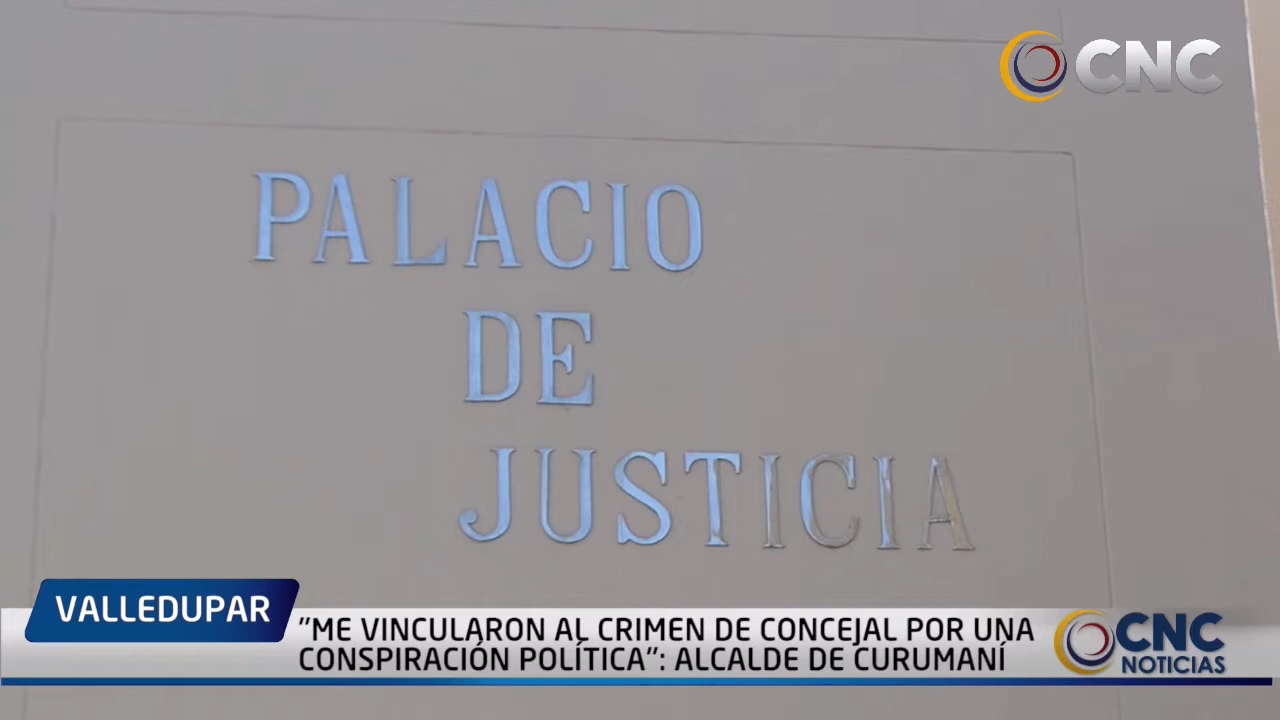 CNC
PALACIO
DE
JUSTICIA
VALLEDUPAR
"ME VINCULARON AL CRIMEN DE CONCEJAL POR UNA
CONSPIRACIÓN POLÍTICA": ALCALDE DE CURUMANÍ
CNC
NOTICIAS